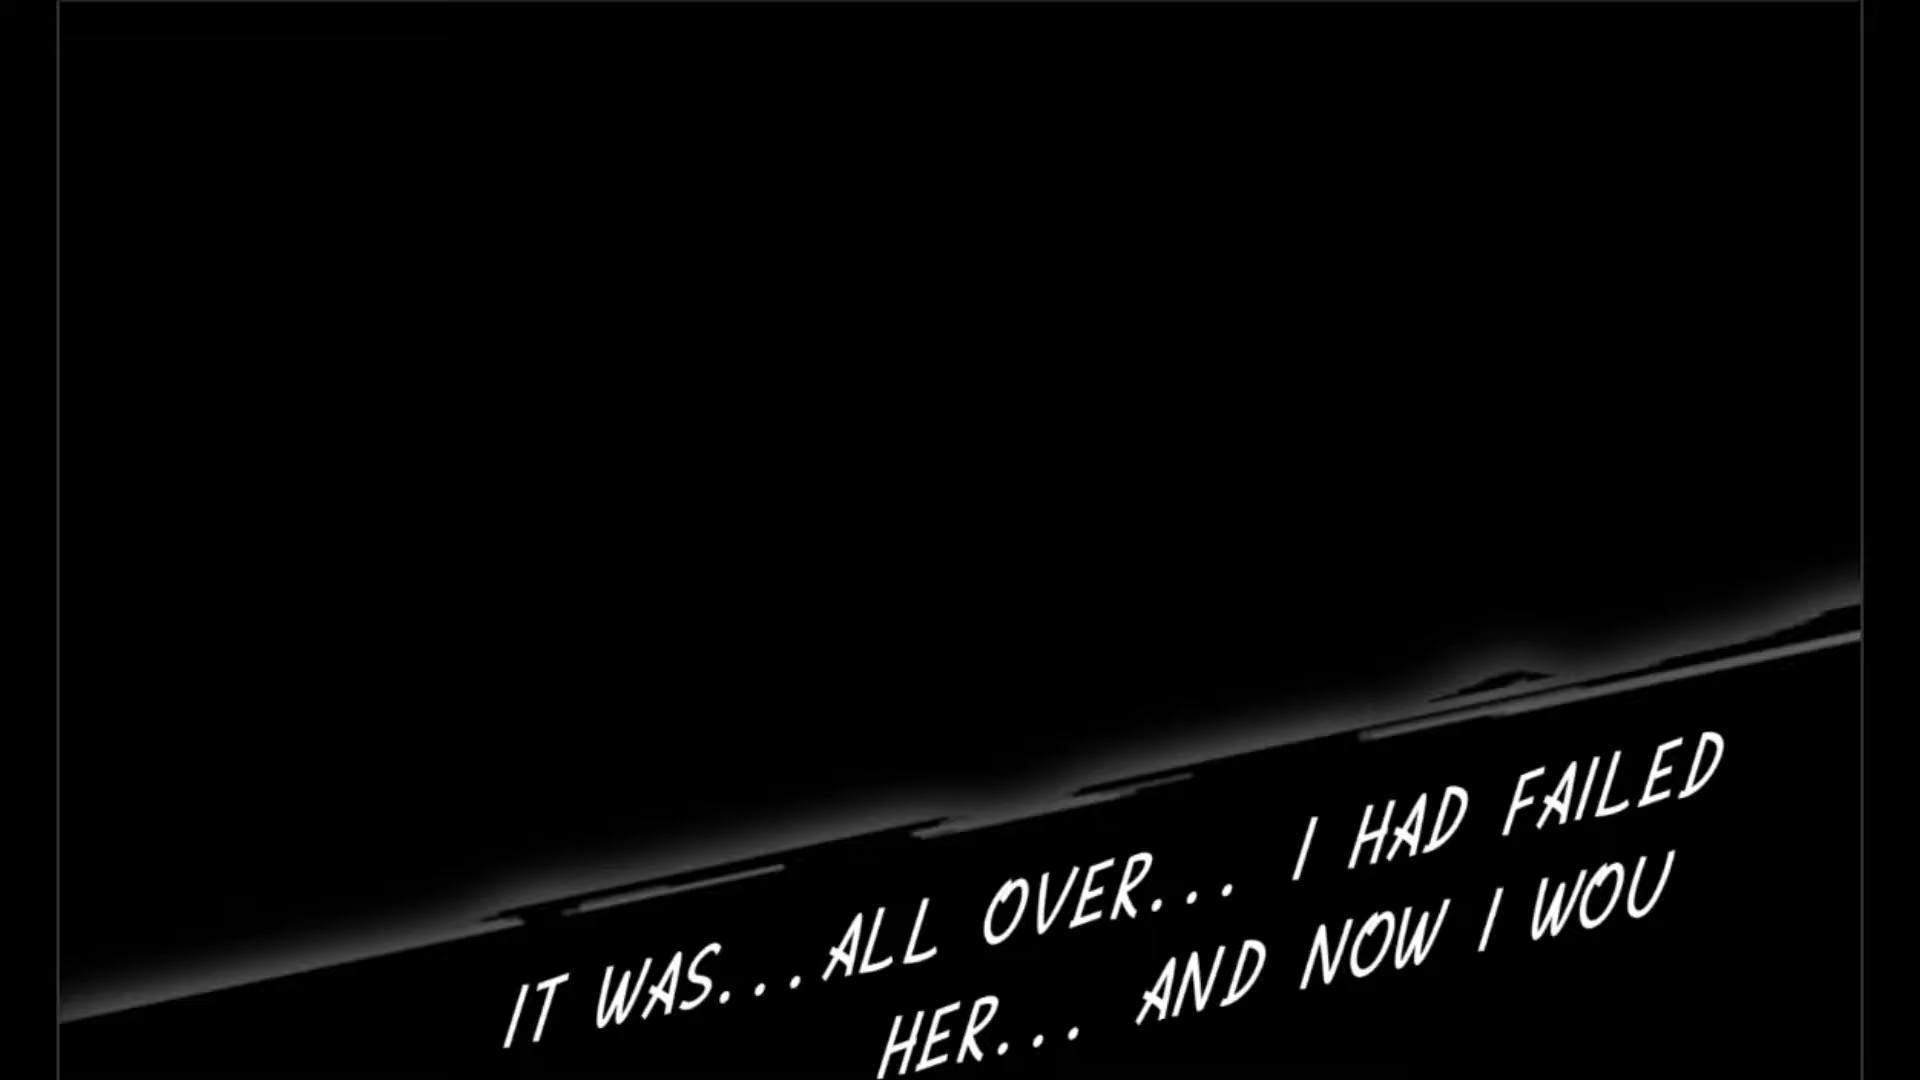 IT WAS...ALL OVER... I HAD FAILED
HER... AND NOW I WOU